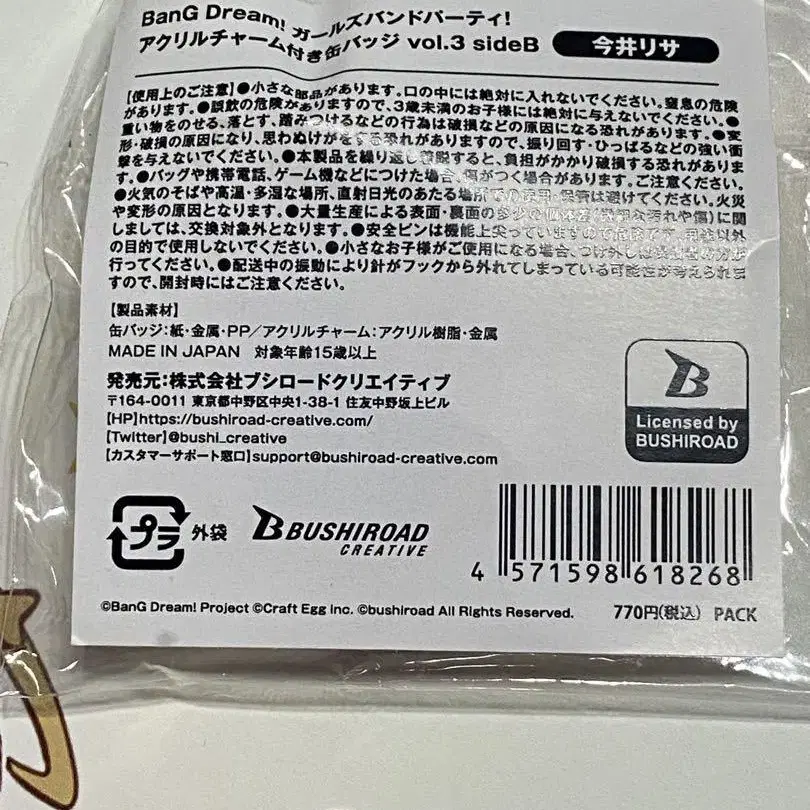 BanG Dream! ガールズバンドパーティ!
アクリルチャーム付き缶バッジ vol.3 sideB 今井リサ
【使用上のご注意】●小さな部品があります。口の中には絶対に入れないでください。窒息の危険
があります。●誤飲の危険がありますので、3歳未満のお子様には絶対に与えないでください。●
重い物をのせる、落とす、踏みつけるなどの行為は破損などの原因になる恐れがあります。●変
形・破損の原因になり、思わぬけがをする恐れがありますので、振り回す・ひっぱるなどの強い衝
撃を与えないでください。●本製品を繰り返し着脱すると、負担がかかり破損する恐れがありま
す。●バッグや携帯電話、ゲーム機などにつけた場合、傷がつく場合があります。ご注意ください。
●火気のそばや高温・多湿な場所、直射日光のあたる場所での使用・保管は避けてください。火災
や変形の原因となります。●大量生産による表面・裏面の多少の個体差に関
しましては、交換対象外となります。●安全ピンは機能上尖っていますので危険です。用途以外
の目的で使用しないでください。●小さなお子様がご使用になる場合、つけ外しは
行ってください。●配送中の振動により針がフックから外れてしまっている可能性が考えられま
すので、開封時にはご注意ください。
【製品素材】
缶バッジ:紙・金属・PP/アクリルチャーム:アクリル樹脂・金属
MADE IN JAPAN 対象年齢15歳以上
発売元:株式会社ブシロードクリエイティブ
〒164-0011 東京都中野区中央1-38-1 住友中野坂上ビル
【HP】https://bushiroad-creative.com/
【Twitter】@bushi_creative
【カスタマーサポート窓口】support@bushiroad-creative.com
B
Licensed by
BUSHIROAD
プラ 外袋
BUSHIROAD
CREATIVE
4 571598 618268
©BanG Dream! Project ©Craft Egg Inc. ©bushiroad All Rights Reserved.
770円(税込) PACK